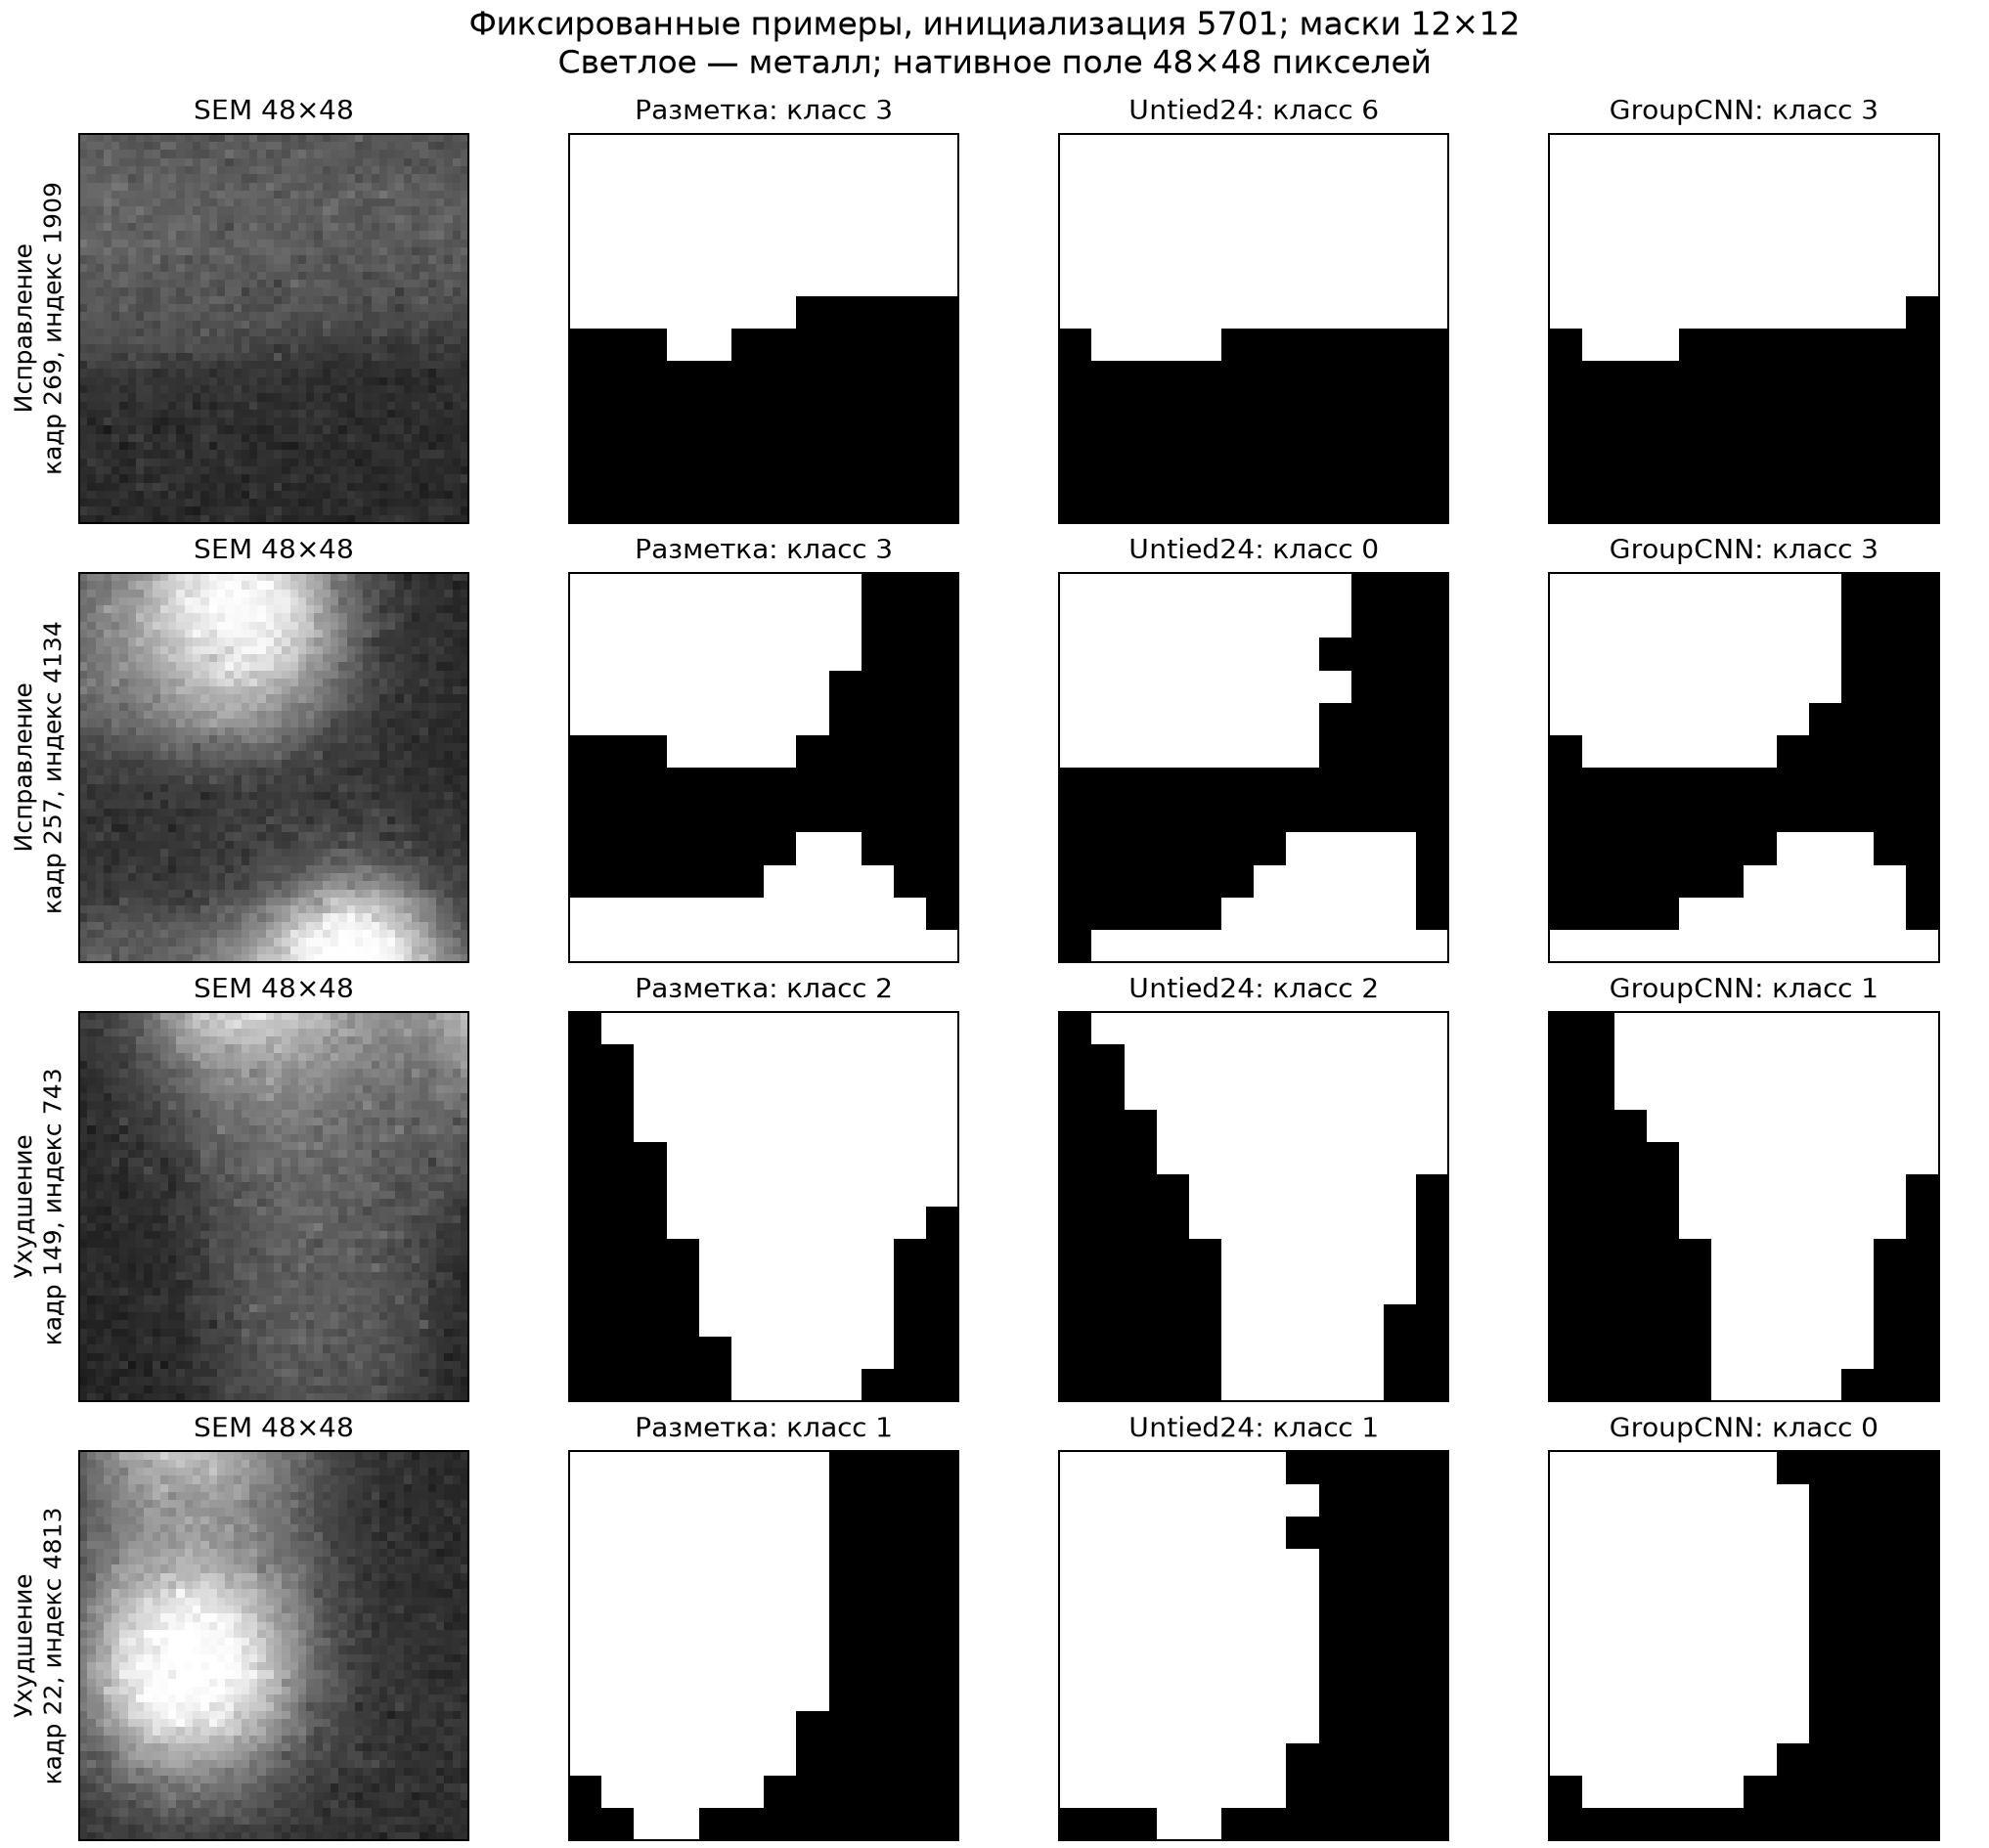 Фиксированные примеры, инициализация 5701; маски 12×12
Светлое — металл; нативное поле 48×48 пикселей
SEM 48×48
Разметка: класс 3
Untied24: класс 6
GroupCNN: класс 3
Исправление
кадр 269, индекс 1909
SEM 48×48
Разметка: класс 3
Untied24: класс 0
GroupCNN: класс 3
Исправление
кадр 257, индекс 4134
SEM 48×48
Разметка: класс 2
Untied24: класс 2
GroupCNN: класс 1
Ухудшение
кадр 149, индекс 743
SEM 48×48
Разметка: класс 1
Untied24: класс 1
GroupCNN: класс 0
Ухудшение
кадр 22, индекс 4813